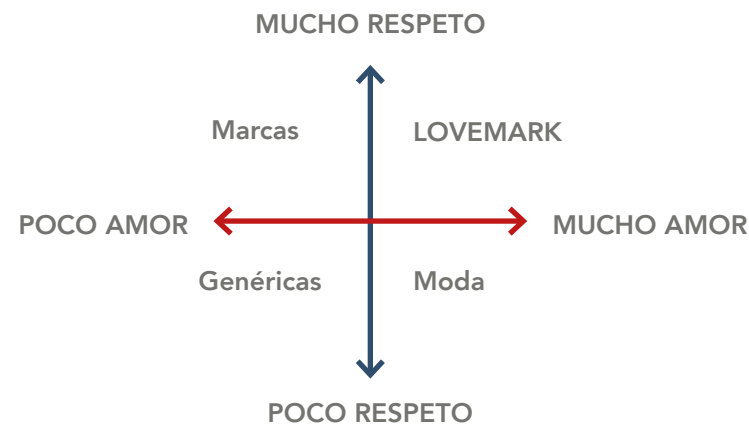 MUCHO RESPETO
Marcas LOVEMARK
POCO AMOR MUCHO AMOR
Genéricas Moda
POCO RESPETO